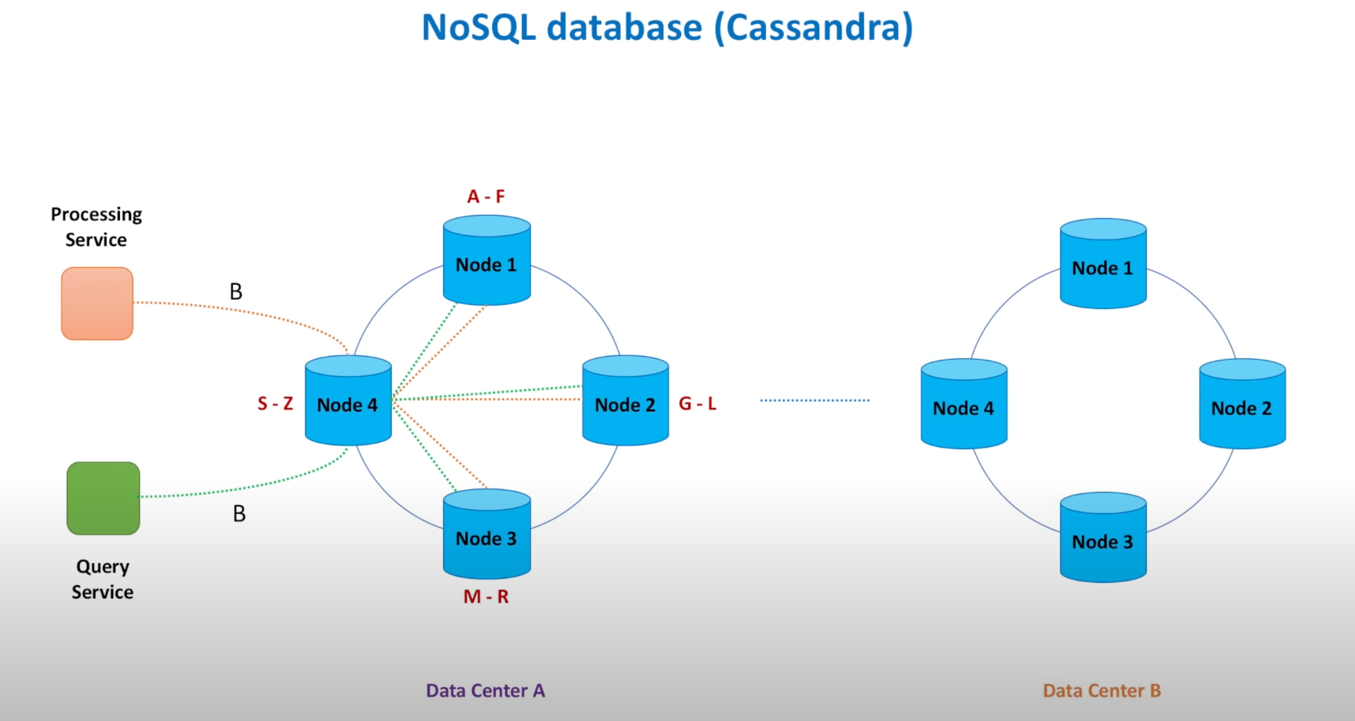 NoSQL database (Cassandra)
Processing
Service
B
A - F
Node 1
S - Z
Node 4
Node 2
G - L
B
Query
Service
Node 3
M - R
Data Center A
Node 1
Node 4
Node 2
Node 3
Data Center B